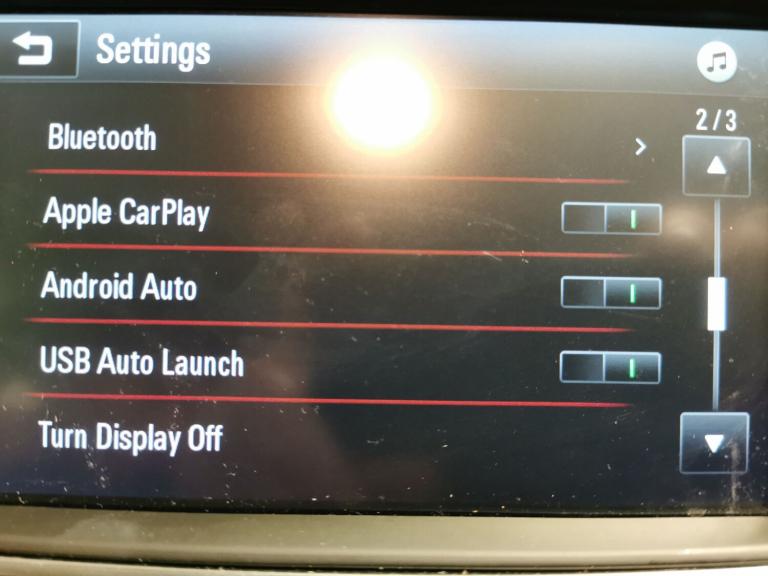 Settings
2/3
Bluetooth
Apple CarPlay
Android Auto
USB Auto Launch
Turn Display Off